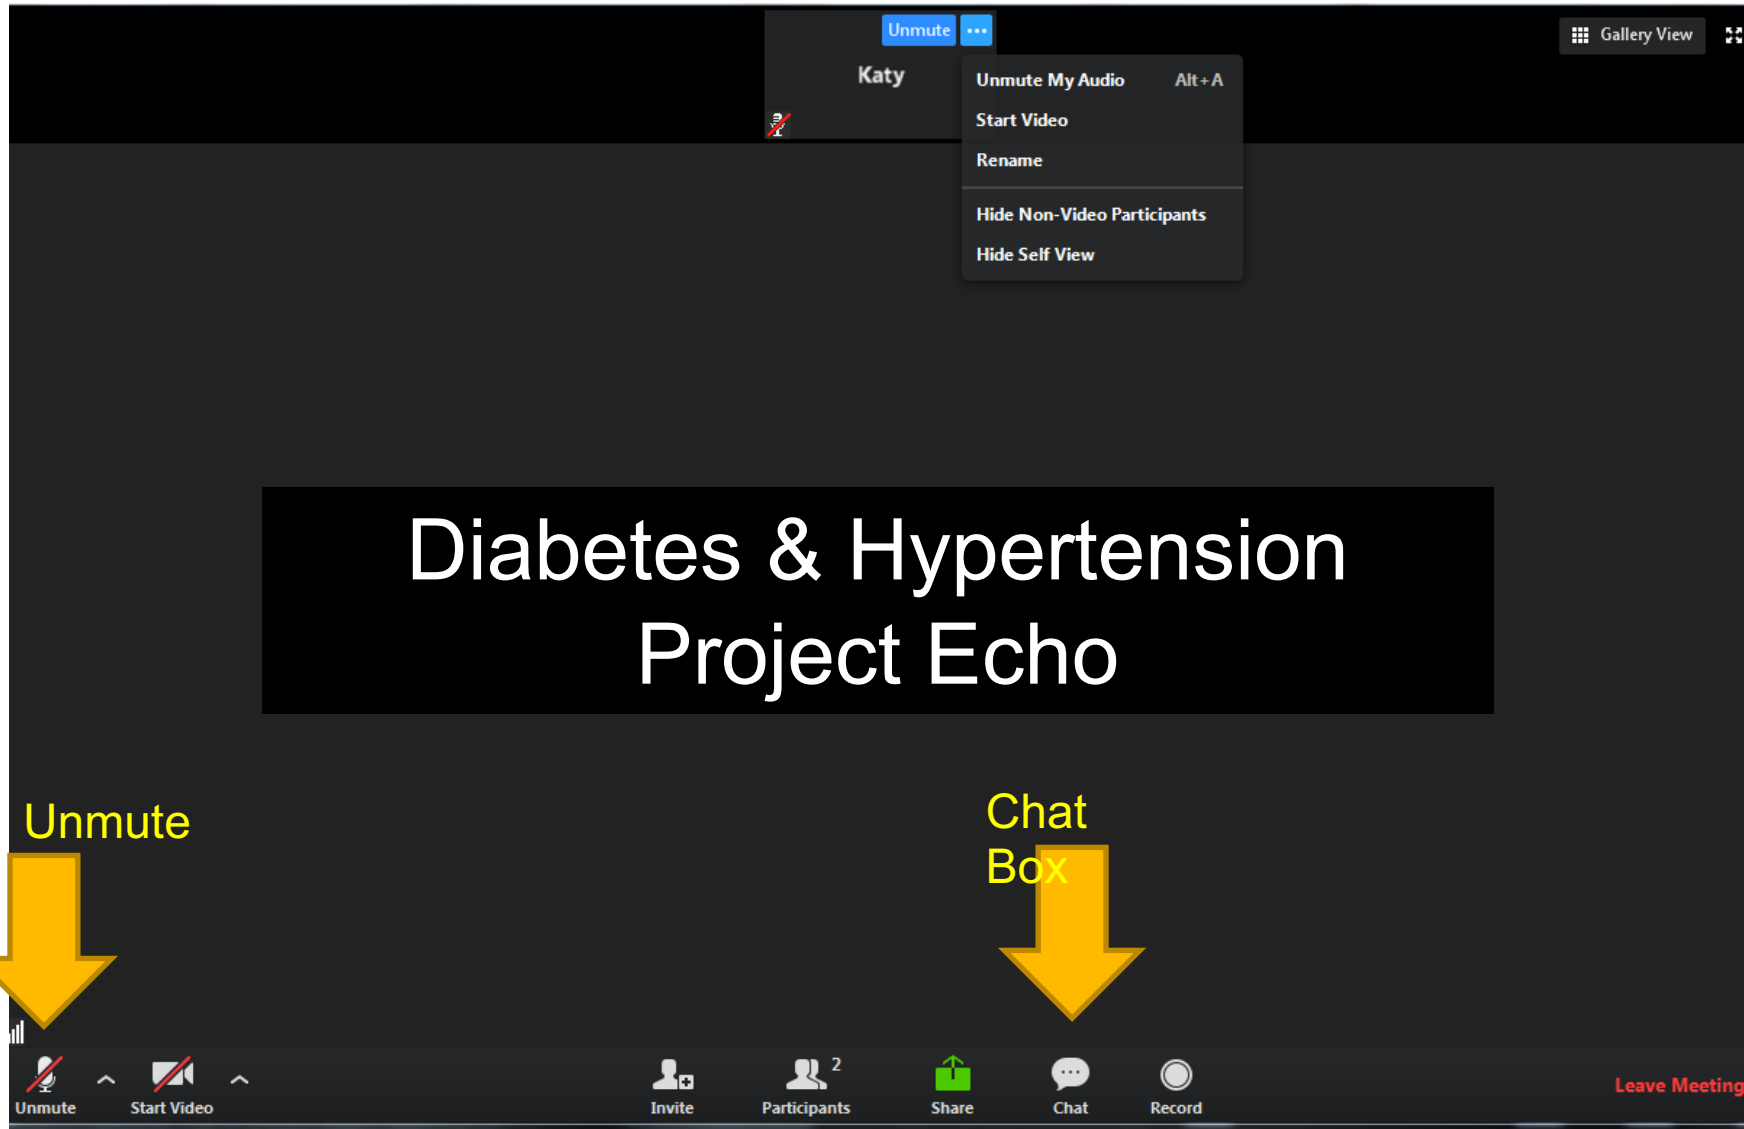 Unmute ...
Gallery View
Katy
Unmute My Audio Alt+A
Start Video
Rename
Hide Non-Video Participants
Hide Self View
Diabetes & Hypertension
Project Echo
Unmute
Chat
Box
2
Unmute
Start Video
Invite
Participants
Share
Chat
Record
Leave Meeting